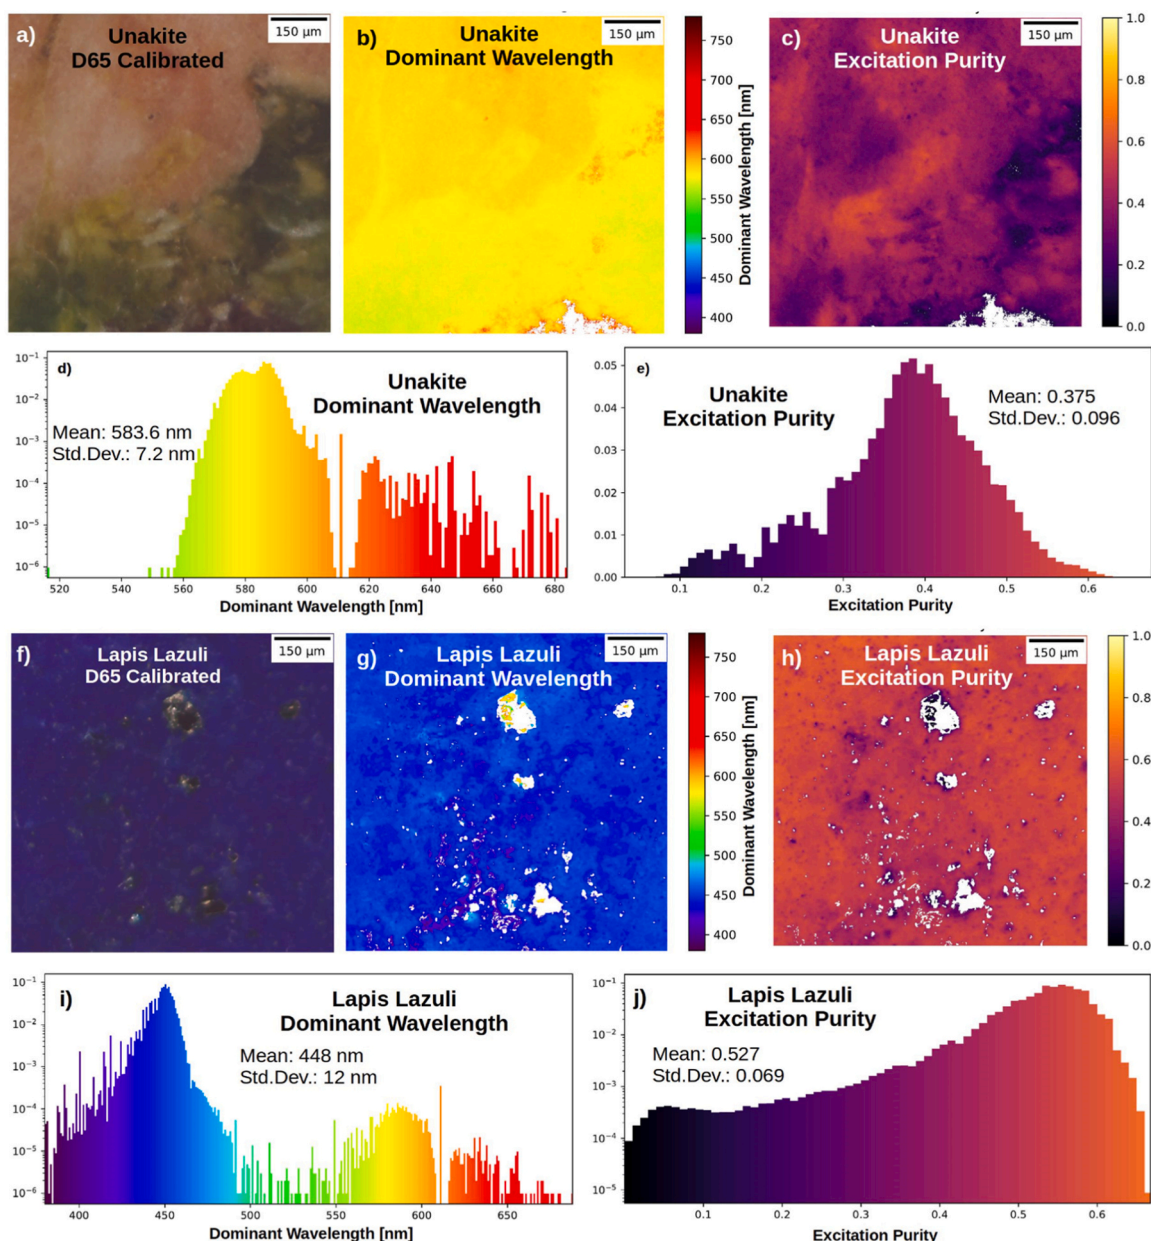 a)
Unakite
D65 Calibrated
150 µm
b)
Unakite
Dominant Wavelength
150 µm
750
700
650
600
550
500
450
400
Dominant Wavelength [nm]
c)
Unakite
Excitation Purity
150 µm
1.0
0.8
0.6
0.4
0.2
0.0
d)
Unakite
Dominant Wavelength
Mean: 583.6 nm
Std.Dev.: 7.2 nm
10⁻¹
10⁻²
10⁻³
10⁻⁴
10⁻⁵
10⁻⁶
520 540 560 580 600 620 640 660 680
Dominant Wavelength [nm]
e)
Unakite
Excitation Purity
Mean: 0.375
Std.Dev.: 0.096
0.05
0.04
0.03
0.02
0.01
0.00
0.1 0.2 0.3 0.4 0.5 0.6
Excitation Purity
f)
Lapis Lazuli
D65 Calibrated
150 µm
g)
Lapis Lazuli
Dominant Wavelength
150 µm
750
700
650
600
550
500
450
400
Dominant Wavelength [nm]
h)
Lapis Lazuli
Excitation Purity
150 µm
1.0
0.8
0.6
0.4
0.2
0.0
i)
Lapis Lazuli
Dominant Wavelength
Mean: 448 nm
Std.Dev.: 12 nm
10⁻¹
10⁻²
10⁻³
10⁻⁴
10⁻⁵
10⁻⁶
400 450 500 550 600 650
Dominant Wavelength [nm]
j)
Lapis Lazuli
Excitation Purity
Mean: 0.527
Std.Dev.: 0.069
10⁻¹
10⁻²
10⁻³
10⁻⁴
10⁻⁵
0.1 0.2 0.3 0.4 0.5 0.6
Excitation Purity